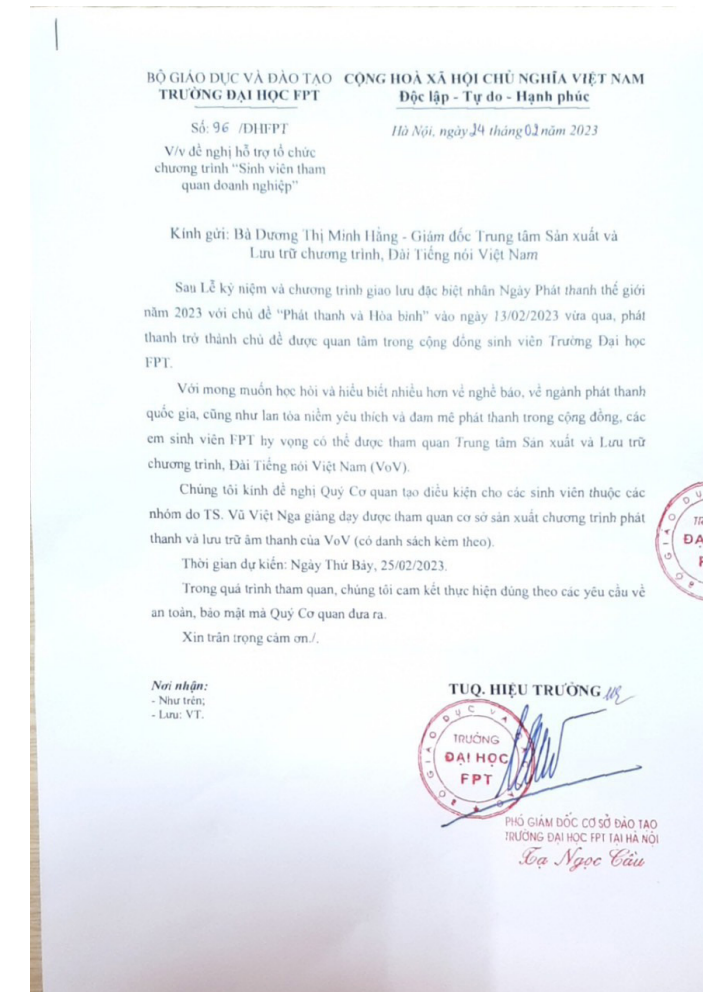 BỘ GIÁO DỤC VÀ ĐÀO TẠO
TRƯỜNG ĐẠI HỌC FPT
CỘNG HOÀ XÃ HỘI CHỦ NGHĨA VIỆT NAM
Độc lập - Tự do - Hạnh phúc
Số: 96 /ĐHFPT
Hà Nội, ngày 24 tháng 02 năm 2023
V/v đề nghị hỗ trợ tổ chức
chương trình “Sinh viên tham
quan doanh nghiệp”
Kính gửi: Bà Dương Thị Minh Hằng - Giám đốc Trung tâm Sản xuất và
Lưu trữ chương trình, Đài Tiếng nói Việt Nam
Sau Lễ kỷ niệm và chương trình giao lưu đặc biệt nhân Ngày Phát thanh thế giới
năm 2023 với chủ đề “Phát thanh và Hòa bình” vào ngày 13/02/2023 vừa qua, phát
thanh trở thành chủ đề được quan tâm trong cộng đồng sinh viên Trường Đại học
FPT.
Với mong muốn học hỏi và hiểu biết nhiều hơn về nghề báo, về ngành phát thanh
quốc gia, cũng như lan tỏa niềm yêu thích và đam mê phát thanh trong cộng đồng, các
em sinh viên FPT hy vọng có thể được tham quan Trung tâm Sản xuất và Lưu trữ
chương trình, Đài Tiếng nói Việt Nam (VoV).
Chúng tôi kính đề nghị Quý Cơ quan tạo điều kiện cho các sinh viên thuộc các
nhóm do TS. Vũ Việt Nga giảng dạy được tham quan cơ sở sản xuất chương trình phát
thanh và lưu trữ âm thanh của VoV (có danh sách kèm theo).
Thời gian dự kiến: Ngày Thứ Bảy, 25/02/2023.
Trong quá trình tham quan, chúng tôi cam kết thực hiện đúng theo các yêu cầu về
an toàn, bảo mật mà Quý Cơ quan đưa ra.
Xin trân trọng cảm ơn./.
Nơi nhận:
- Như trên;
- Lưu: VT.
TUQ. HIỆU TRƯỞNG
BỘ GIÁO DỤC VÀ
TRƯỜNG
ĐẠI HỌC
FPT
PHÓ GIÁM ĐỐC CƠ SỞ ĐÀO TẠO
TRƯỜNG ĐẠI HỌC FPT TẠI HÀ NỘI
Tạ Ngọc Cầu